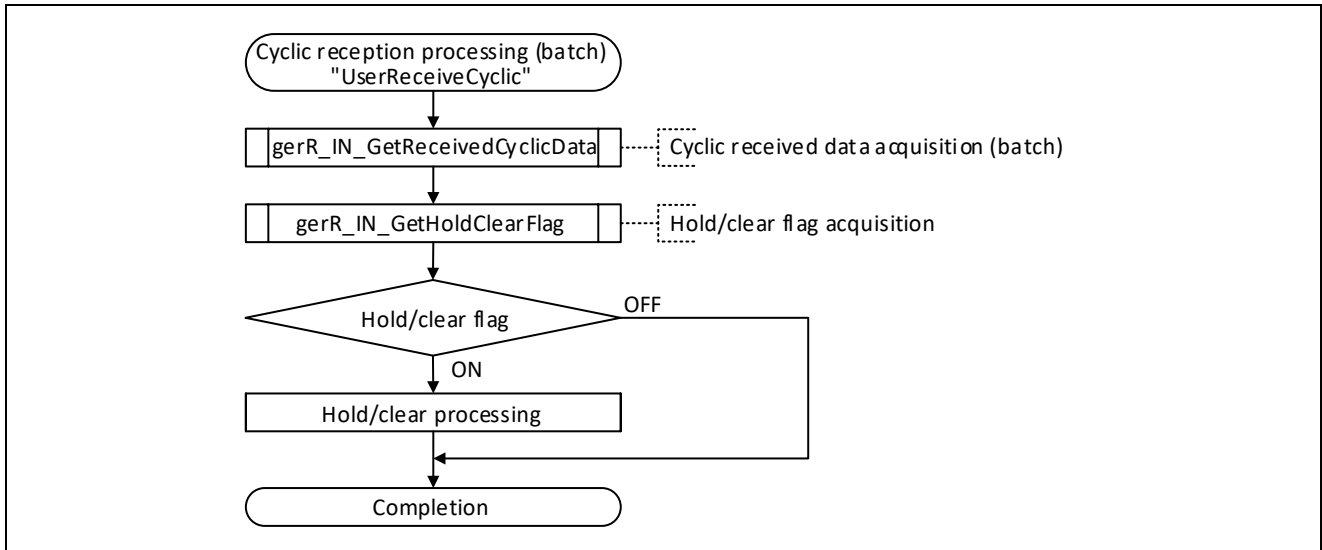 Cyclic reception processing (batch)
"UserReceiveCyclic"
gerR_IN_GetReceivedCyclicData
Cyclic received data acquisition (batch)
gerR_IN_GetHoldClearFlag
Hold/clear flag acquisition
Hold/clear flag
OFF
ON
Hold/clear processing
Completion